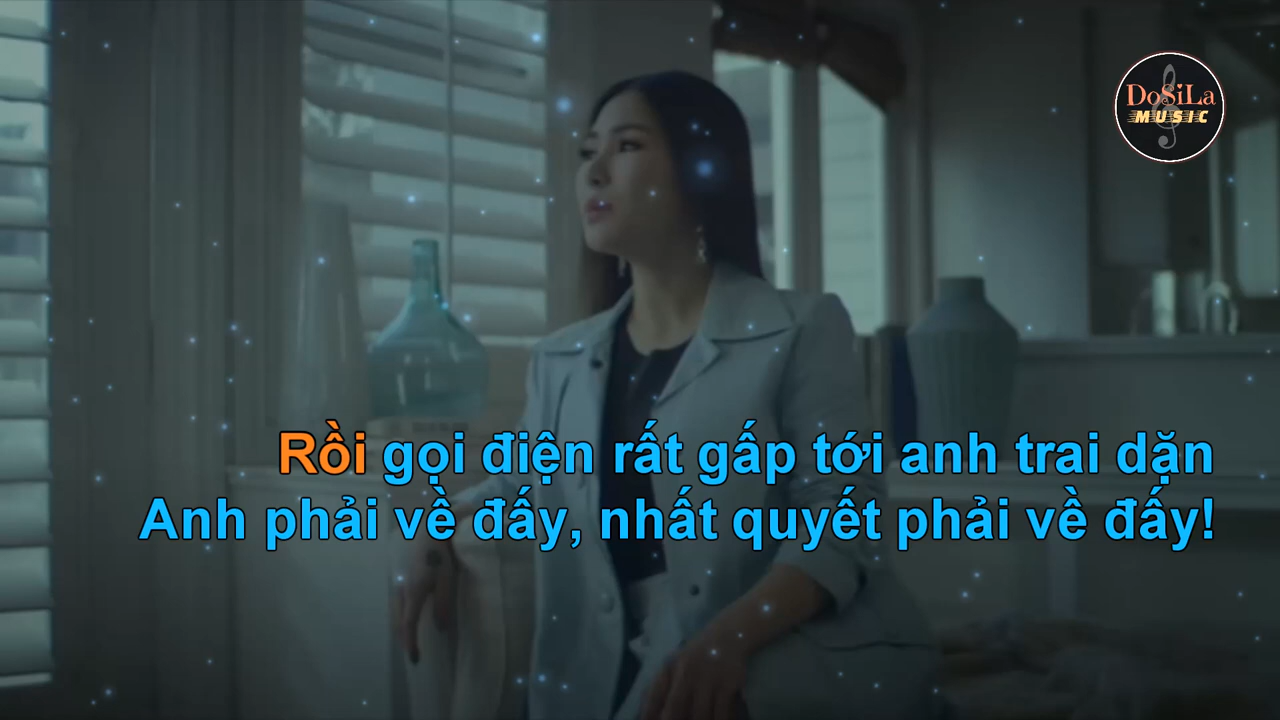 DoSiLa
MUSIC
Rồi gọi điện rất gấp tới anh trai dặn
Anh phải về đấy, nhất quyết phải về đấy!